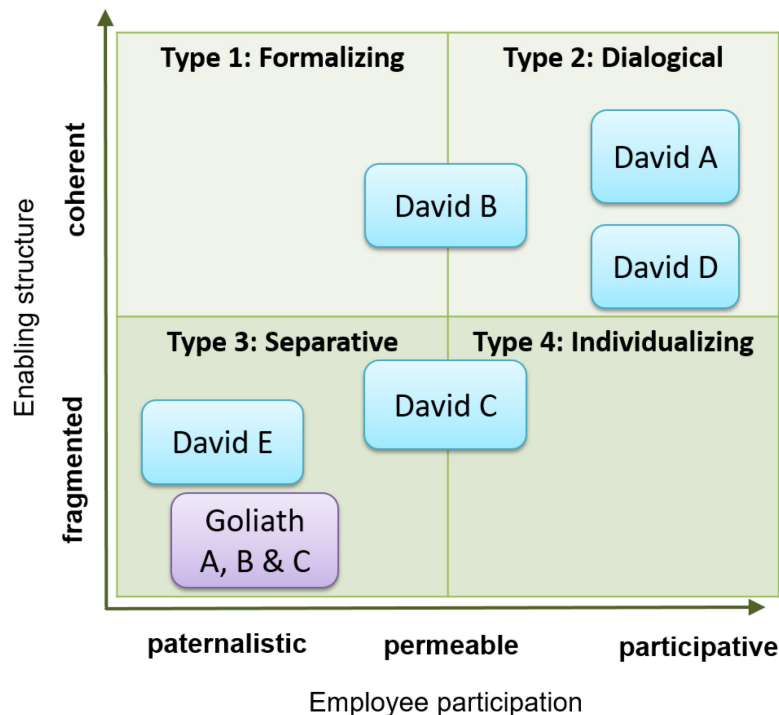 Type 1: Formalizing
Type 2: Dialogical
David A
David B
David D
Type 3: Separative
Type 4: Individualizing
David C
David E
Goliath
A, B & C
Enabling structure
coherent
fragmented
paternalistic
permeable
participative
Employee participation